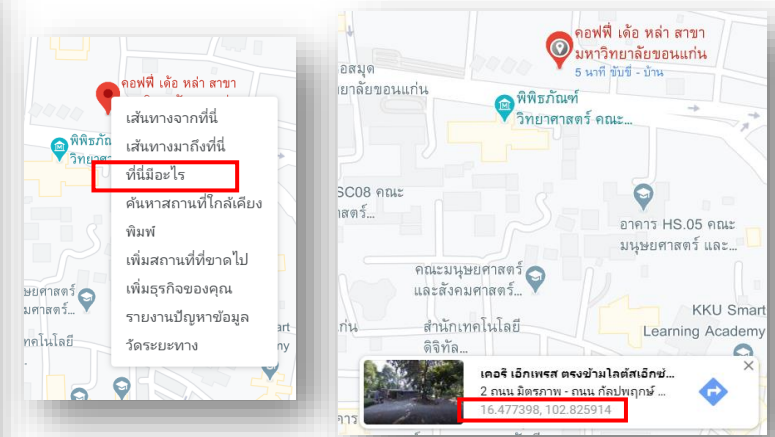 คอฟฟี่ เด้อ หล่า สาขา
พิพิธภัณ
วิทยาศา
เส้นทางจากที่นี่
เส้นทางมาถึงที่นี่
ที่นี่มีอะไร
ค้นหาสถานที่ใกล้เคียง
พิมพ์
เพิ่มสถานที่ที่ขาดไป
เพิ่มธุรกิจของคุณ
รายงานปัญหาข้อมูล
วัดระยะทาง
ษยศาสตร์
มศาสตร์...
ทคโนโลยี
art
ny
คอฟฟี่ เด้อ หล่า สาขา
มหาวิทยาลัยขอนแก่น
5 นาที ขับขี่ - บ้าน
อสมุด
ยาลัยขอนแก่น
พิพิธภัณฑ์
วิทยาศาสตร์ คณะ...
SC08 คณะ
าสตร์...
อาคาร HS.05 คณะ
มนุษยศาสตร์ และ...
คณะมนุษยศาสตร์
และสังคมศาสตร์...
KKU Smart
Learning Academy
ก่น
สำนักเทคโนโลยี
ดิจิทัล...
เคอรี่ เอ็กเพรส ตรงข้ามโลตัสเอ็กซ์...
2 ถนน มิตรภาพ - ถนน กัลปพฤกษ์ ...
16.477398, 102.825914
คาร